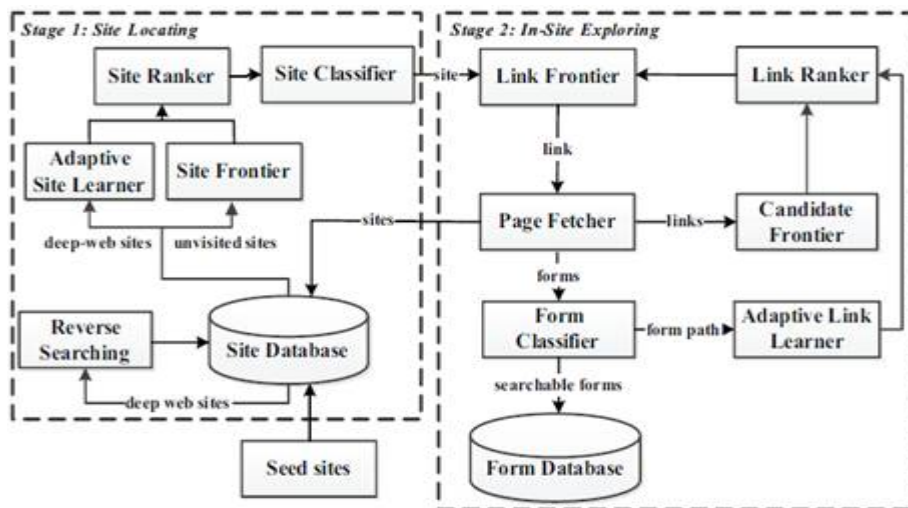 Stage 1: Site Locating
Site Ranker
Site Classifier
Adaptive
Site Learner
Site Frontier
deep-web sites
unvisited sites
Reverse
Searching
Site Database
deep web sites
Seed sites
site
sites
Stage 2: In-Site Exploring
Link Frontier
Link Ranker
link
Page Fetcher
links
Candidate
Frontier
forms
Form
Classifier
form path
Adaptive Link
Learner
searchable forms
Form Database